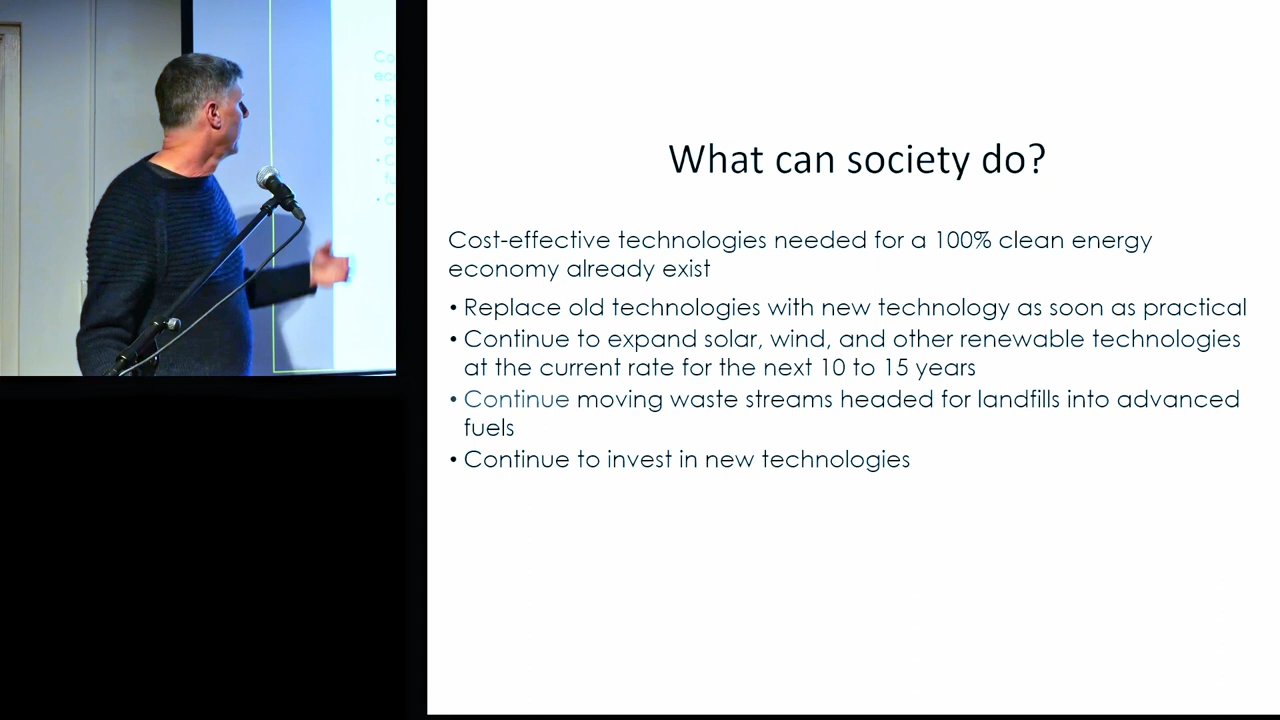 What can society do?
Cost-effective technologies needed for a 100% clean energy
economy already exist
• Replace old technologies with new technology as soon as practical
• Continue to expand solar, wind, and other renewable technologies
at the current rate for the next 10 to 15 years
• Continue moving waste streams headed for landfills into advanced
fuels
• Continue to invest in new technologies